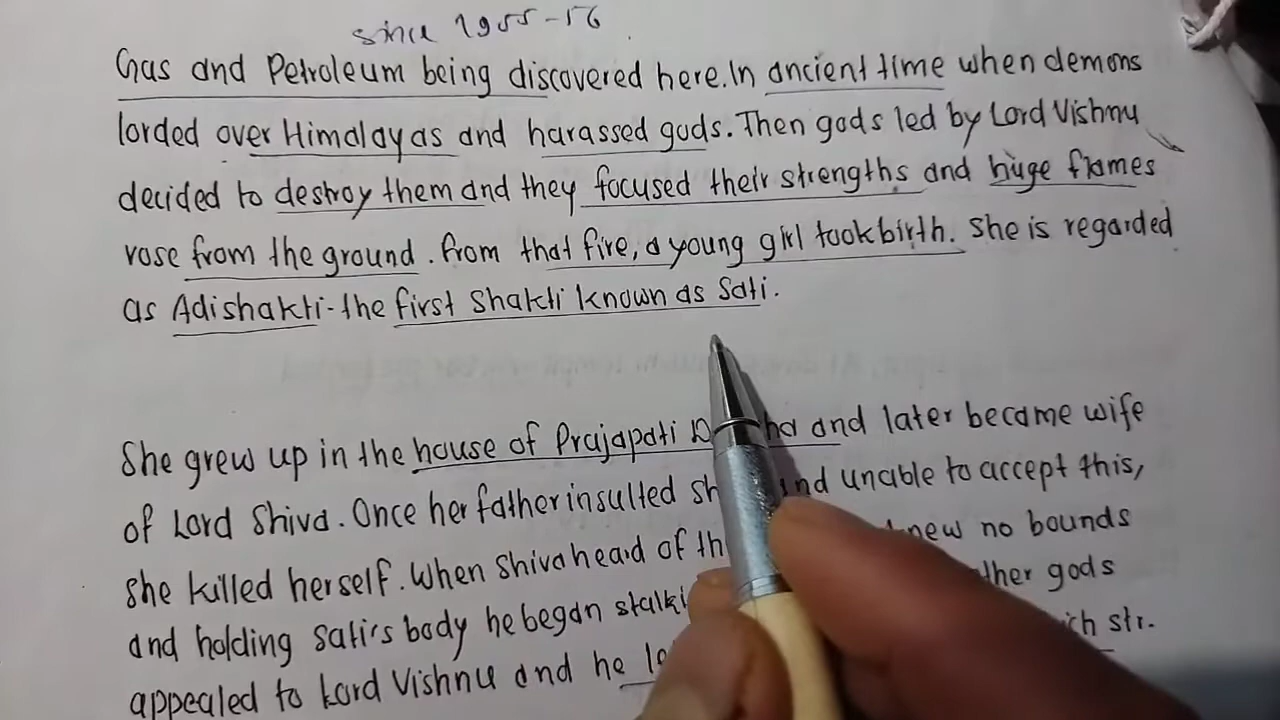 since 1955-56
Gas and Petroleum being discovered here. In ancient time when demons
lorded over Himalayas and harassed gods. Then gods led by Lord Vishnu
decided to destroy them and they focused their strengths and huge flames
rose from the ground. from that fire, a young girl took birth. She is regarded
as Adishakti - the first Shakti known as Sati.
She grew up in the house of Prajapati and later became wife
of Lord Shiva. Once her father insulted and unable to accept this,
she killed herself. When Shiva heard of no bounds
and holding Sati's body he began gods
appealed to Lord Vishnu and he str.